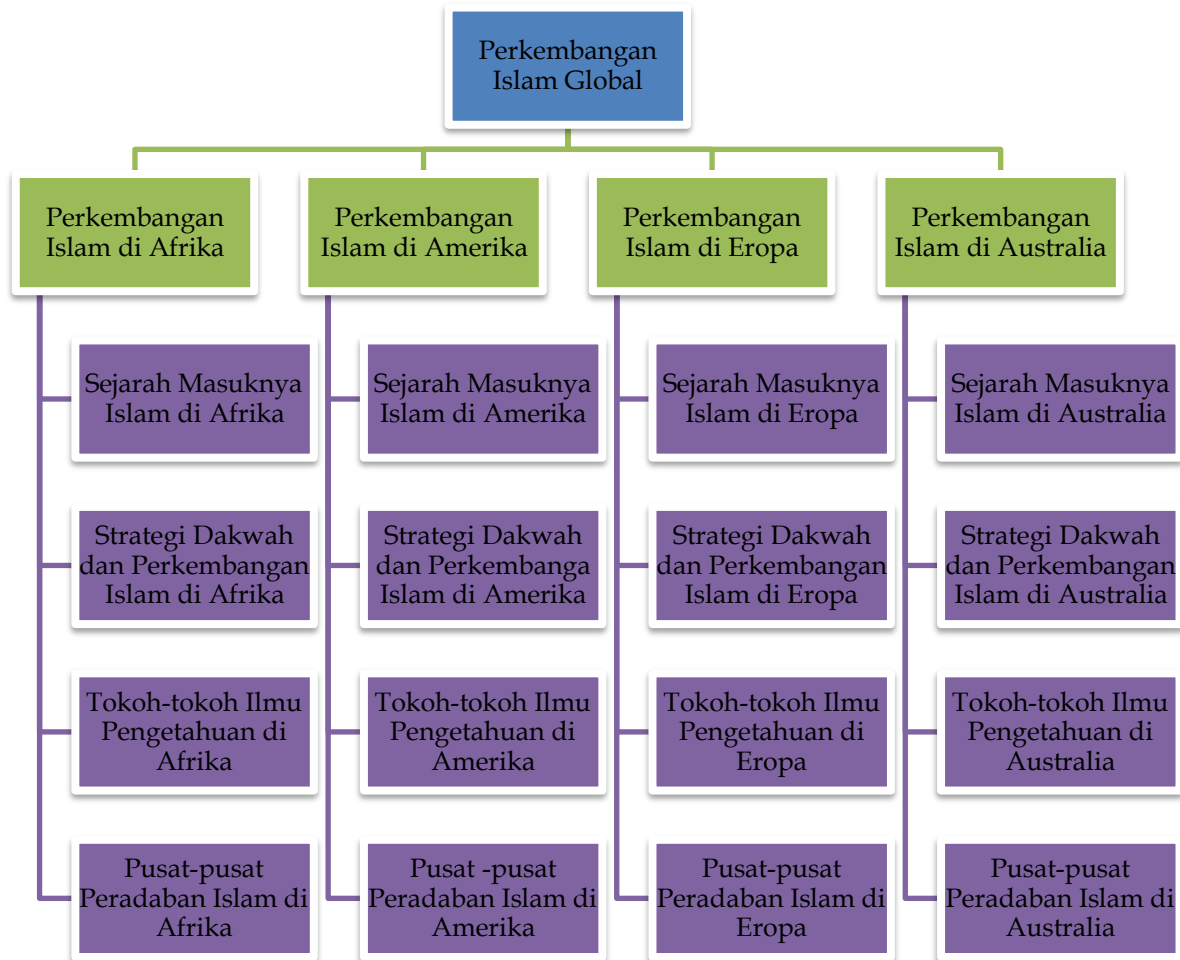 Perkembangan
Islam Global
Perkembangan
Islam di Afrika
Sejarah Masuknya
Islam di Afrika
Strategi Dakwah
dan Perkembangan
Islam di Afrika
Tokoh-tokoh Ilmu
Pengetahuan di
Afrika
Pusat-pusat
Peradaban Islam di
Afrika
Perkembangan
Islam di Amerika
Sejarah Masuknya
Islam di Amerika
Strategi Dakwah
dan Perkembanga
Islam di Amerika
Tokoh-tokoh Ilmu
Pengetahuan di
Amerika
Pusat -pusat
Peradaban Islam di
Amerika
Perkembangan
Islam di Eropa
Sejarah Masuknya
Islam di Eropa
Strategi Dakwah
dan Perkembangan
Islam di Eropa
Tokoh-tokoh Ilmu
Pengetahuan di
Eropa
Pusat-pusat
Peradaban Islam di
Eropa
Perkembangan
Islam di Australia
Sejarah Masuknya
Islam di Australia
Strategi Dakwah
dan Perkembangan
Islam di Australia
Tokoh-tokoh Ilmu
Pengetahuan di
Australia
Pusat-pusat
Peradaban Islam di
Australia